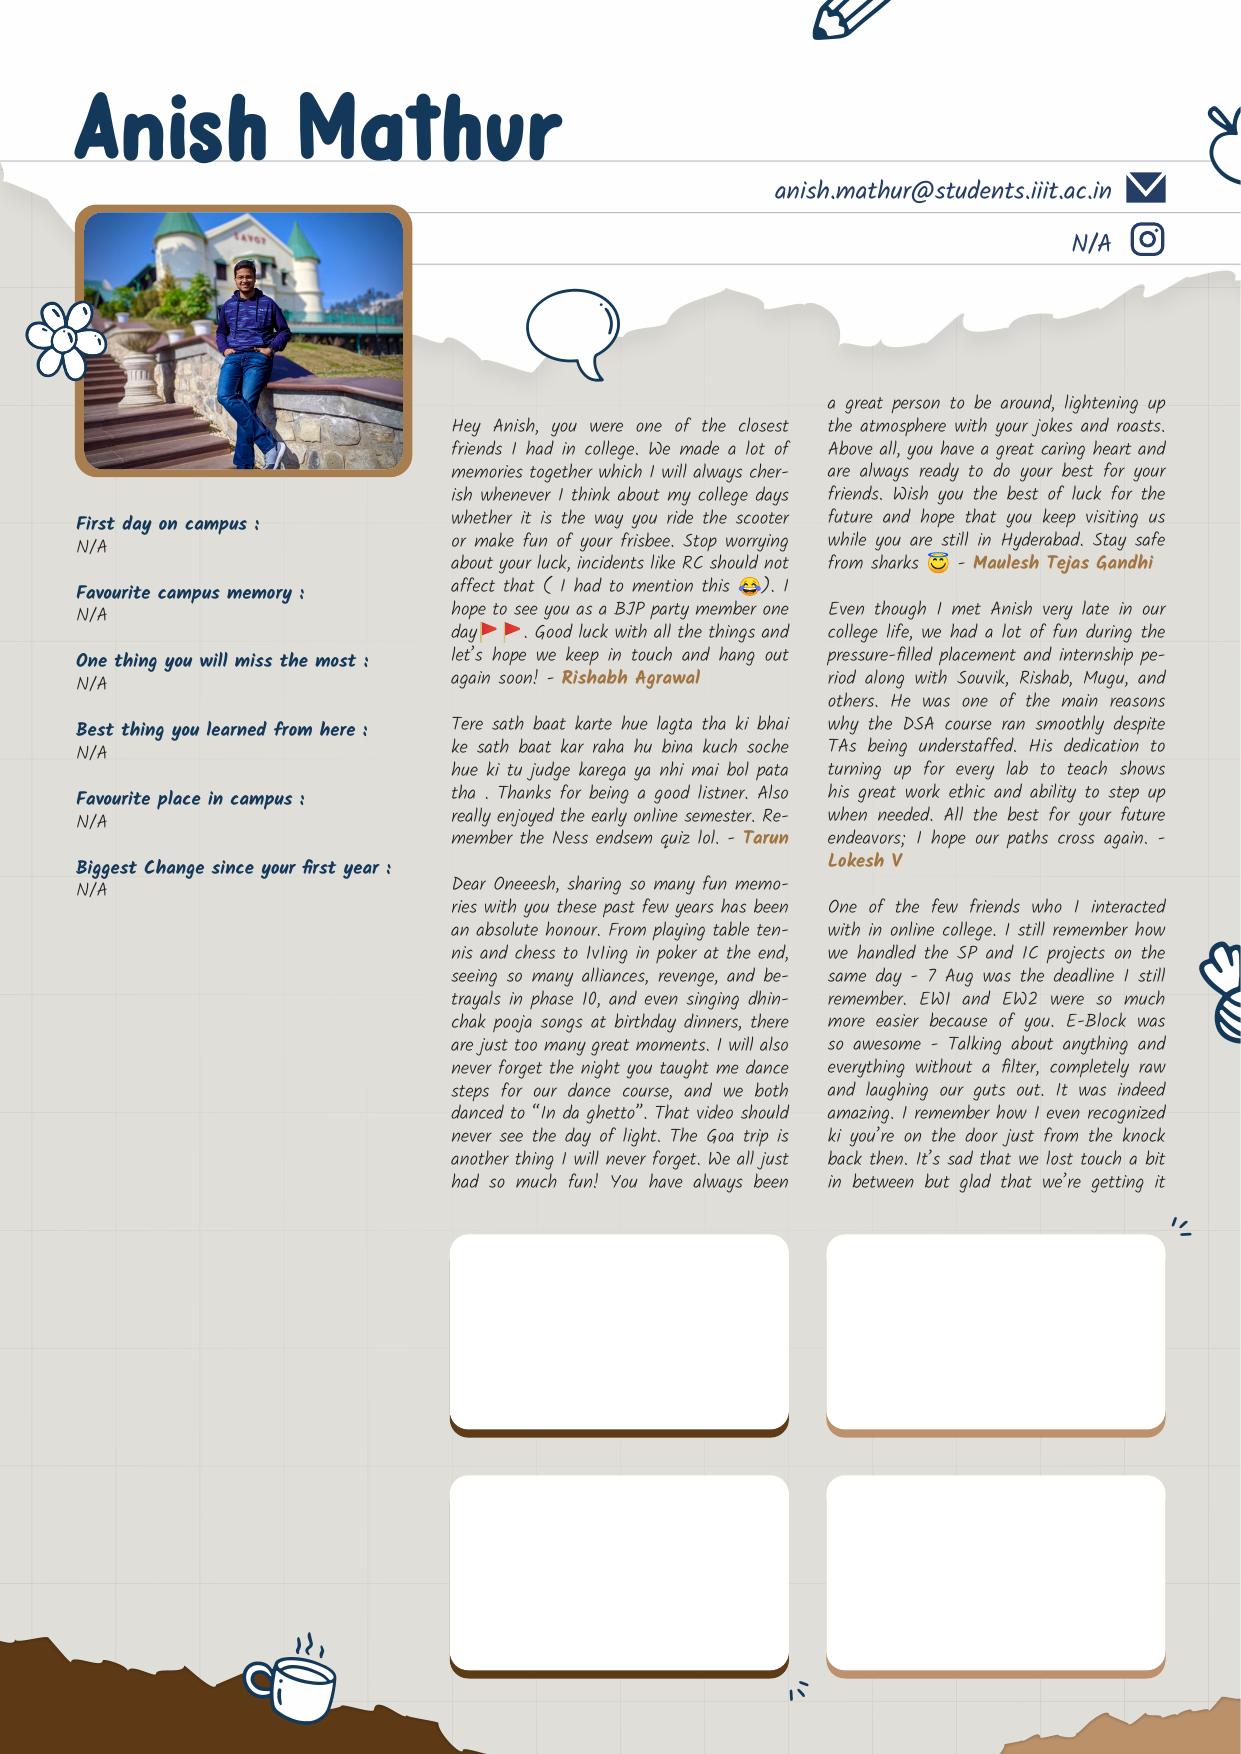 Anish Mathur
anish.mathur@students.iiit.ac.in
N/A
SAVOY
First day on campus :
N/A
Favourite campus memory :
N/A
One thing you will miss the most :
N/A
Best thing you learned from here :
N/A
Favourite place in campus :
N/A
Biggest Change since your first year :
N/A
Hey Anish, you were one of the closest
friends I had in college. We made a lot of
memories together which I will always cher-
ish whenever I think about my college days
whether it is the way you ride the scooter
or make fun of your frisbee. Stop worrying
about your luck, incidents like RC should not
affect that ( I had to mention this 😂). I
hope to see you as a BJP party member one
day🚩🚩. Good luck with all the things and
let's hope we keep in touch and hang out
again soon! - Rishabh Agrawal
Tere sath baat karte hue lagta tha ki bhai
ke sath baat kar raha hu bina kuch soche
hue ki tu judge karega ya nhi mai bol pata
tha . Thanks for being a good listner. Also
really enjoyed the early online semester. Re-
member the Ness endsem quiz lol. - Tarun
Dear Oneeesh, sharing so many fun memo-
ries with you these past few years has been
an absolute honour. From playing table ten-
nis and chess to lvling in poker at the end,
seeing so many alliances, revenge, and be-
trayals in phase 10, and even singing dhin-
chak pooja songs at birthday dinners, there
are just too many great moments. I will also
never forget the night you taught me dance
steps for our dance course, and we both
danced to “In da ghetto”. That video should
never see the day of light. The Goa trip is
another thing I will never forget. We all just
had so much fun! You have always been
a great person to be around, lightening up
the atmosphere with your jokes and roasts.
Above all, you have a great caring heart and
are always ready to do your best for your
friends. Wish you the best of luck for the
future and hope that you keep visiting us
while you are still in Hyderabad. Stay safe
from sharks 😇 - Maulesh Tejas Gandhi
Even though I met Anish very late in our
college life, we had a lot of fun during the
pressure-filled placement and internship pe-
riod along with Souvik, Rishab, Mugu, and
others. He was one of the main reasons
why the DSA course ran smoothly despite
TAs being understaffed. His dedication to
turning up for every lab to teach shows
his great work ethic and ability to step up
when needed. All the best for your future
endeavors; I hope our paths cross again. -
Lokesh V
One of the few friends who I interacted
with in online college. I still remember how
we handled the SP and IC projects on the
same day - 7 Aug was the deadline I still
remember. EW1 and EW2 were so much
more easier because of you. E-Block was
so awesome - Talking about anything and
everything without a filter, completely raw
and laughing our guts out. It was indeed
amazing. I remember how I even recognized
ki you're on the door just from the knock
back then. It's sad that we lost touch a bit
in between but glad that we're getting it